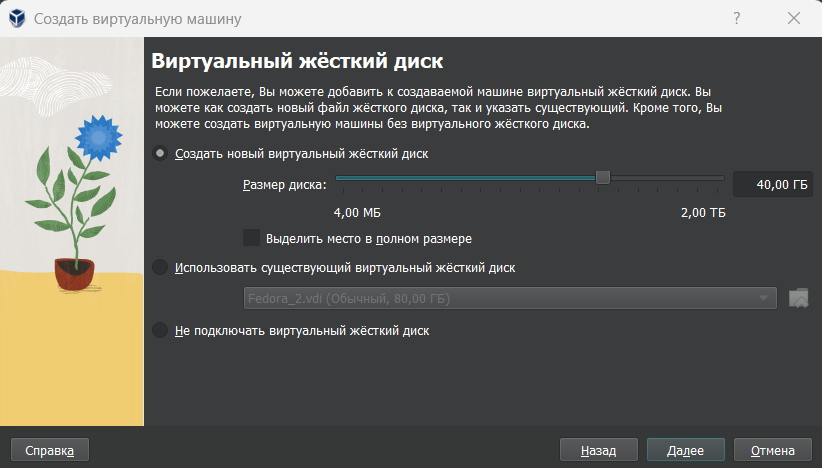 Создать виртуальную машину
?
Виртуальный жёсткий диск
Если пожелаете, Вы можете добавить к создаваемой машине виртуальный жёсткий диск. Вы
можете как создать новый файл жёсткого диска, так и указать существующий. Кроме того, Вы
можете создать виртуальную машины без виртуального жёсткого диска.
Создать новый виртуальный жёсткий диск
Размер диска:
40,00 ГБ
4,00 МБ
2,00 ТБ
Выделить место в полном размере
Использовать существующий виртуальный жёсткий диск
Fedora_2.vdi (Обычный, 80,00 ГБ)
Не подключать виртуальный жёсткий диск
Справка
Назад
Далее
Отмена